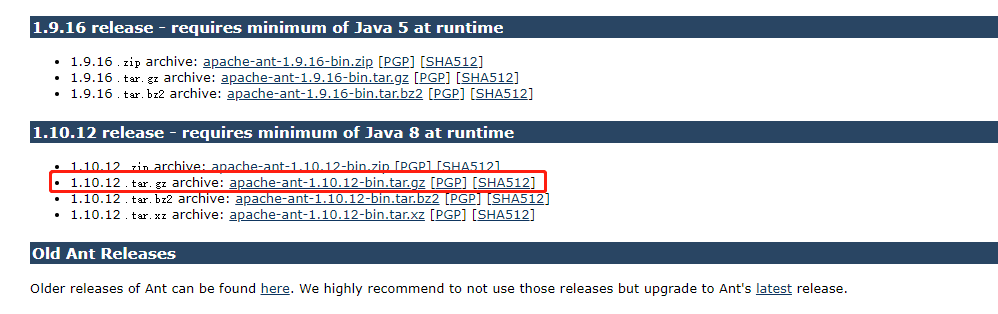 1.9.16 release - requires minimum of Java 5 at runtime
• 1.9.16 .zip archive: apache-ant-1.9.16-bin.zip [PGP] [SHA512]
• 1.9.16 .tar.gz archive: apache-ant-1.9.16-bin.tar.gz [PGP] [SHA512]
• 1.9.16 .tar.bz2 archive: apache-ant-1.9.16-bin.tar.bz2 [PGP] [SHA512]
1.10.12 release - requires minimum of Java 8 at runtime
• 1.10.12 .zip archive: apache-ant-1.10.12-bin.zip [PGP] [SHA512]
• 1.10.12 .tar.gz archive: apache-ant-1.10.12-bin.tar.gz [PGP] [SHA512]
• 1.10.12 .tar.bz2 archive: apache-ant-1.10.12-bin.tar.bz2 [PGP] [SHA512]
• 1.10.12 .tar.xz archive: apache-ant-1.10.12-bin.tar.xz [PGP] [SHA512]
Old Ant Releases
Older releases of Ant can be found here. We highly recommend to not use those releases but upgrade to Ant's latest release.